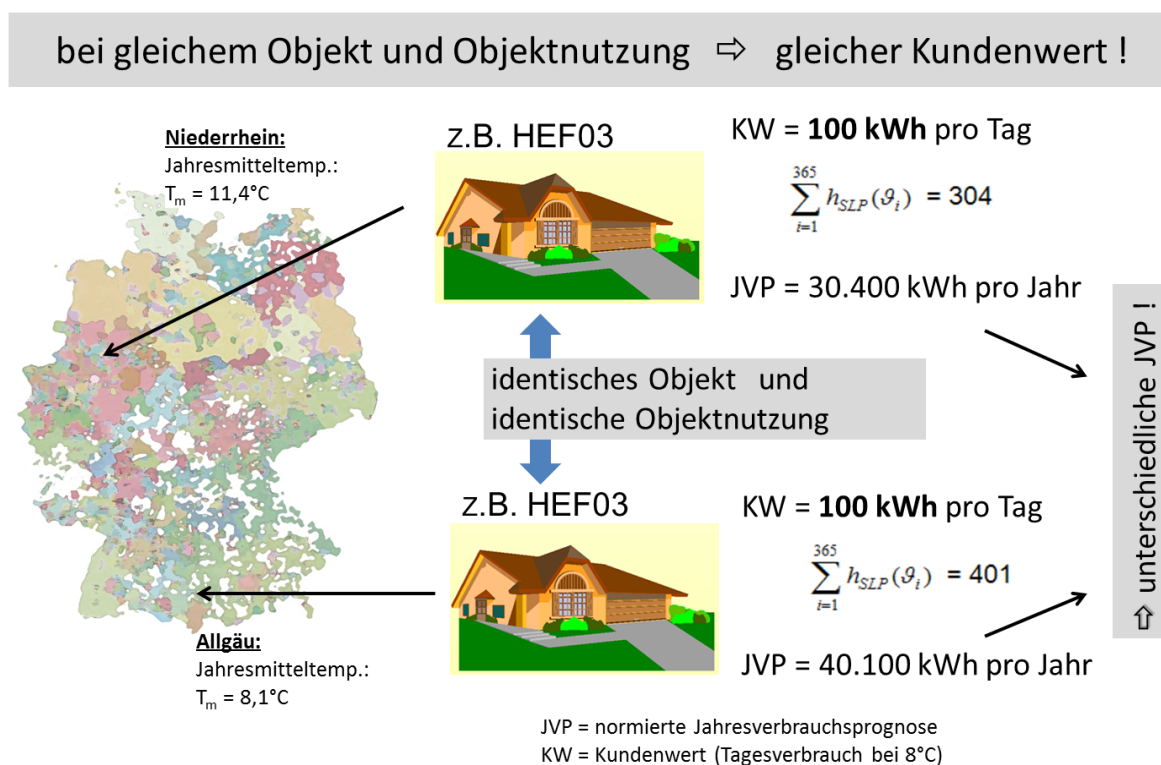 bei gleichem Objekt und Objektnutzung ⇨ gleicher Kundenwert !
Niederrhein:
Jahresmitteltemp.:
Tₘ = 11,4°C
z.B. HEF03
KW = 100 kWh pro Tag
365
∑ h_SLP(ϑᵢ) = 304
i=1
JVP = 30.400 kWh pro Jahr
identisches Objekt und
identische Objektnutzung
⇨ unterschiedliche JVP !
z.B. HEF03
KW = 100 kWh pro Tag
365
∑ h_SLP(ϑᵢ) = 401
i=1
JVP = 40.100 kWh pro Jahr
Allgäu:
Jahresmitteltemp.:
Tₘ = 8,1°C
JVP = normierte Jahresverbrauchsprognose
KW = Kundenwert (Tagesverbrauch bei 8°C)